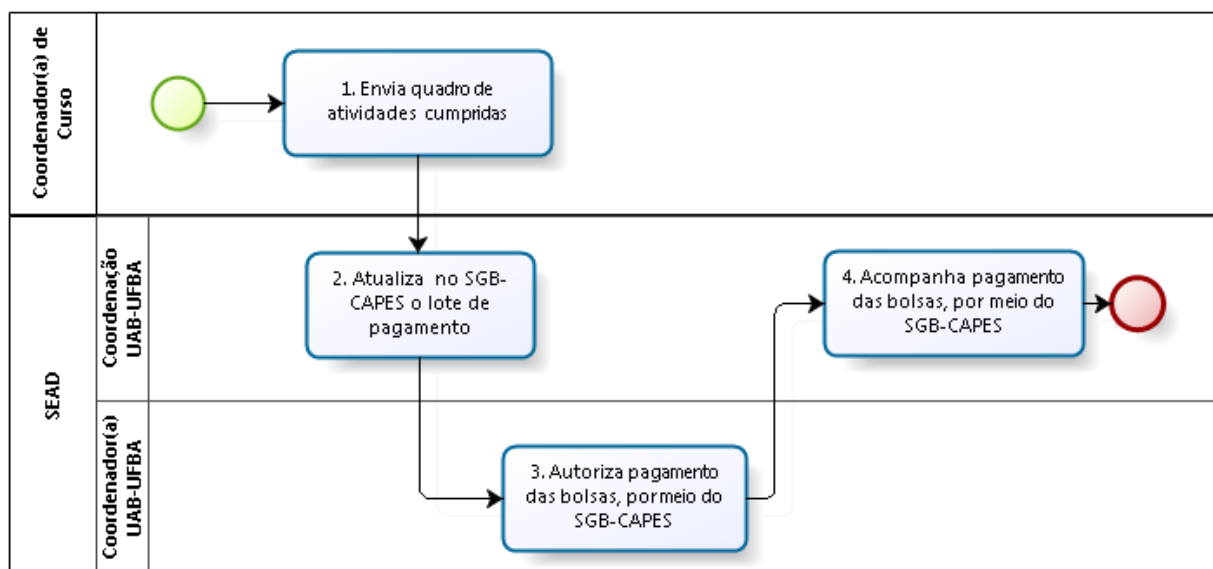 Coordenador(a) de
Curso
1. Envia quadro de
atividades cumpridas
SEAD
Coordenação
UAB-UFBA
2. Atualiza no SGB-
CAPES o lote de
pagamento
4. Acompanha pagamento
das bolsas, por meio do
SGB-CAPES
Coordenador(a)
UAB-UFBA
3. Autoriza pagamento
das bolsas, por meio do
SGB-CAPES